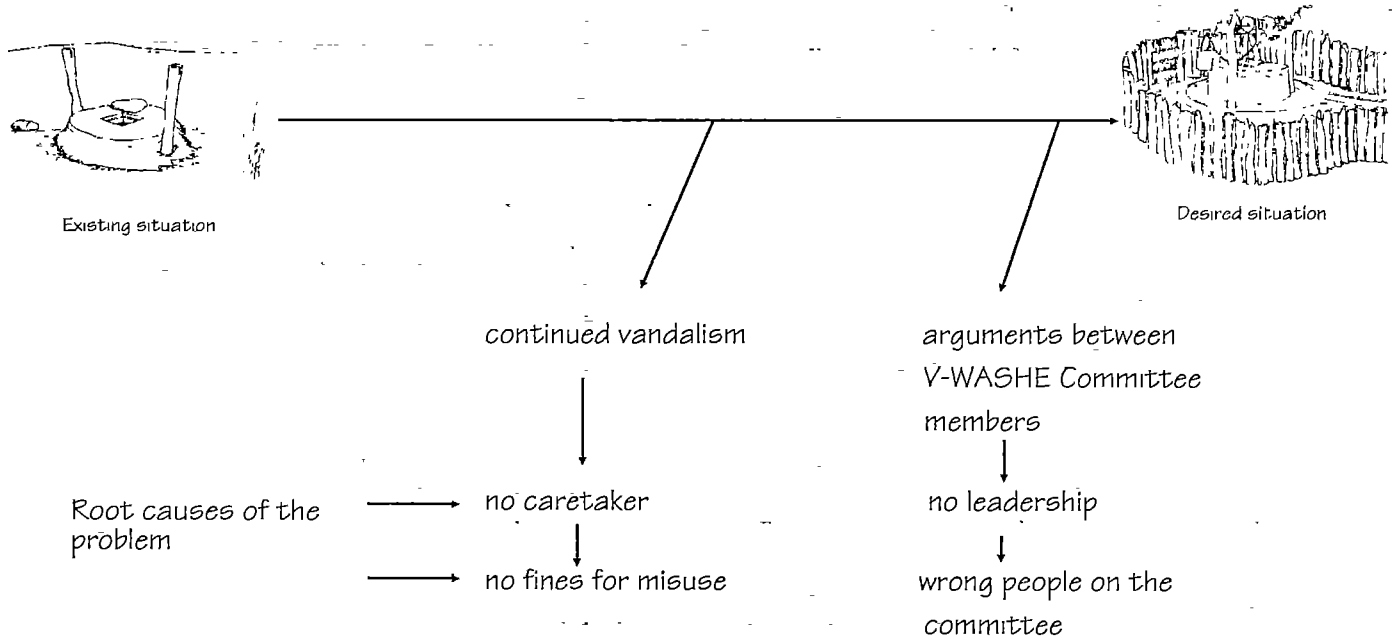 Existing situation
Desired situation
continued vandalism
arguments between
V-WASHE Committee
members
Root causes of the
problem
no caretaker
no leadership
no fines for misuse
wrong people on the
committee